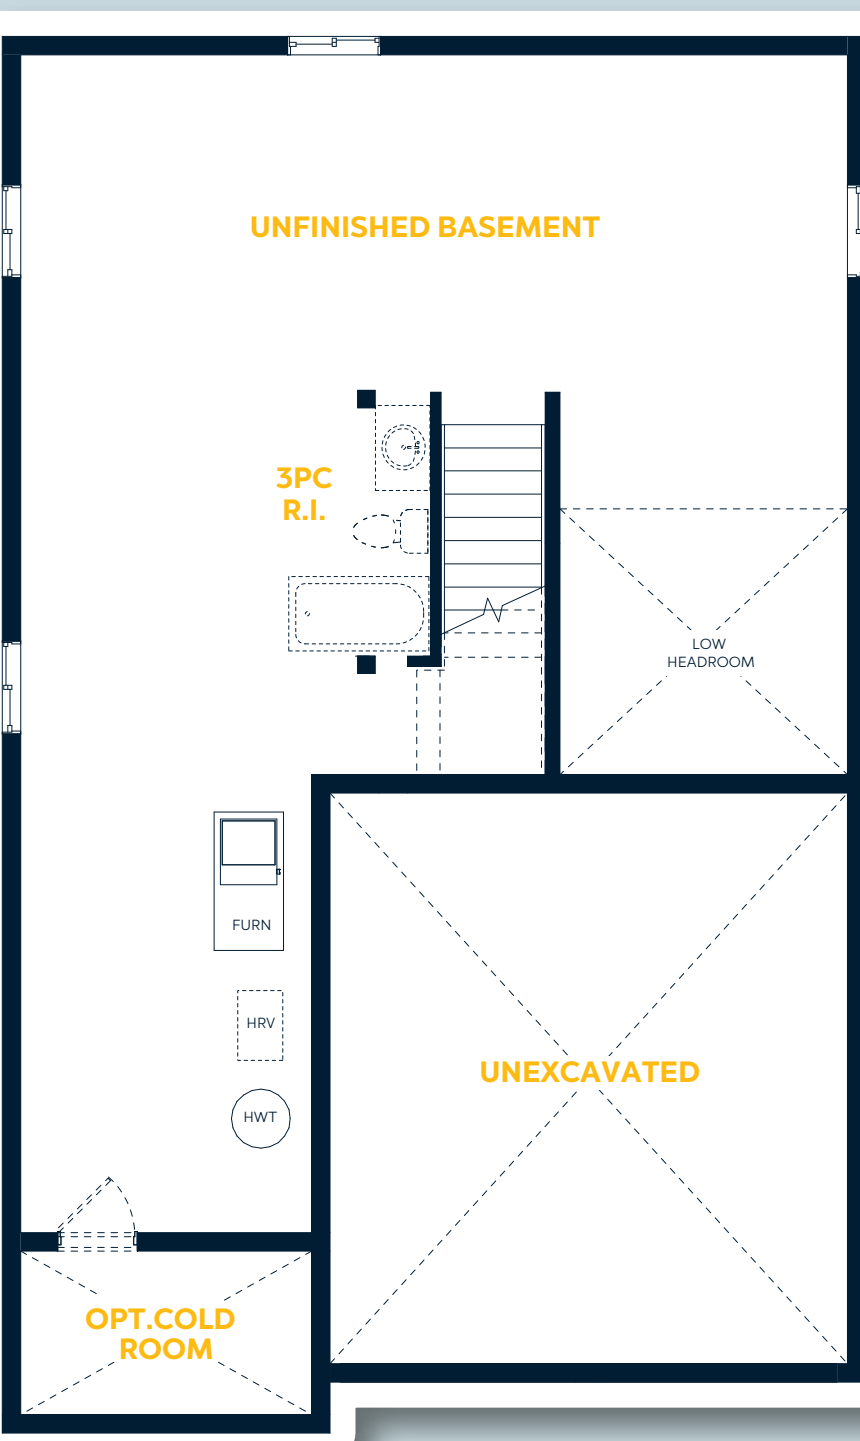 UNFINISHED BASEMENT
3PC
R.I.
LOW
HEADROOM
FURN
HRV
UNEXCAVATED
HWT
OPT.COLD
ROOM